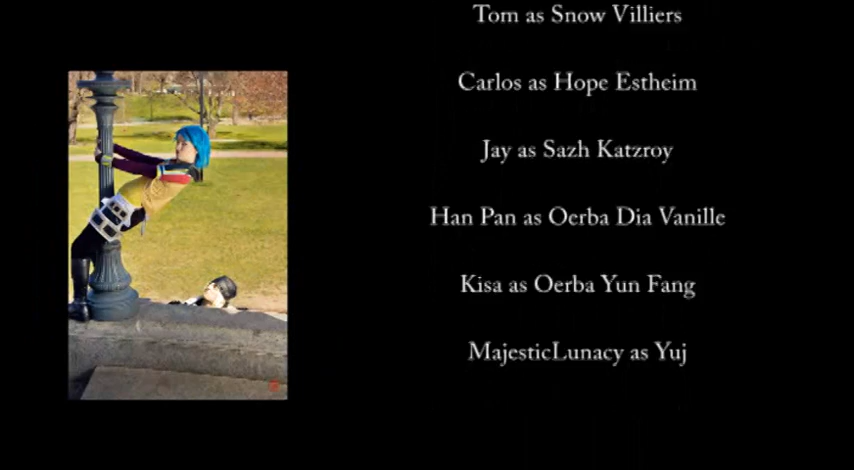 Tom as Snow Villiers
Carlos as Hope Estheim
Jay as Sazh Katzroy
Han Pan as Oerba Dia Vanille
Kisa as Oerba Yun Fang
MajesticLunacy as Yuj